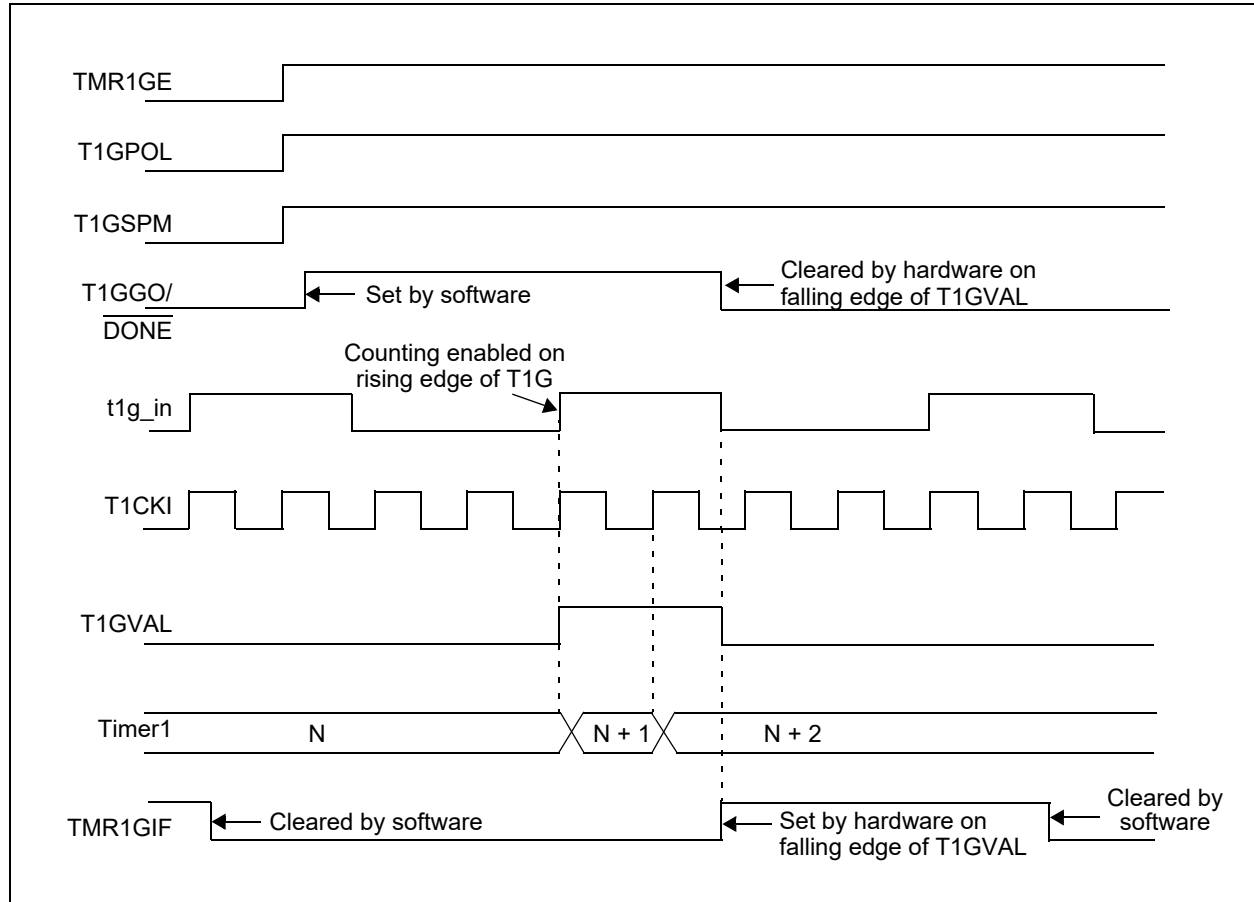 TMR1GE
T1GPOL
T1GSPM
T1GGO/
DONE
Set by software
Cleared by hardware on
falling edge of T1GVAL
Counting enabled on
rising edge of T1G
t1g_in
T1CKI
T1GVAL
Timer1
N
N + 1
N + 2
TMR1GIF
Cleared by software
Set by hardware on
falling edge of T1GVAL
Cleared by
software